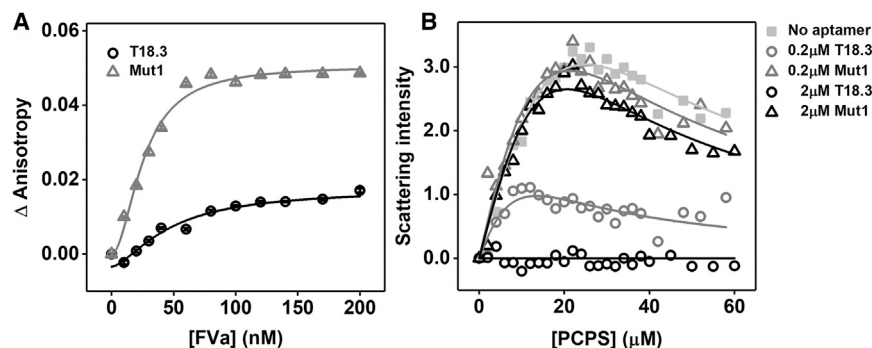 A
0.06
0.04
0.02
0.00
Δ Anisotropy
T18.3
Mut1
0 50 100 150 200
[FVa] (nM)
B
3.0
2.0
1.0
0.0
Scattering intensity
0 20 40 60
[PCPS] (μM)
No aptamer
0.2μM T18.3
0.2μM Mut1
2μM T18.3
2μM Mut1